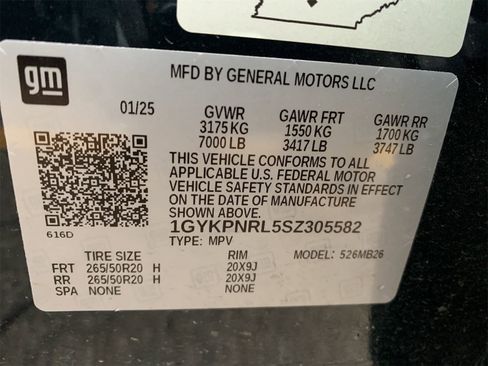 gm
MFD BY GENERAL MOTORS LLC
01/25 GVWR GAWR FRT GAWR RR
3175 KG 1550 KG 1700 KG
7000 LB 3417 LB 3747 LB
THIS VEHICLE CONFORMS TO ALL
APPLICABLE U.S. FEDERAL MOTOR
VEHICLE SAFETY STANDARDS IN EFFECT
ON THE DATE OF MANUFACTURE
SHOWN ABOVE.
616D 1GYKPNRL5SZ305582
TYPE: MPV MODEL: 526MB26
TIRE SIZE RIM
FRT 265/50R20 H 20X9J
RR 265/50R20 H 20X9J
SPA NONE NONE